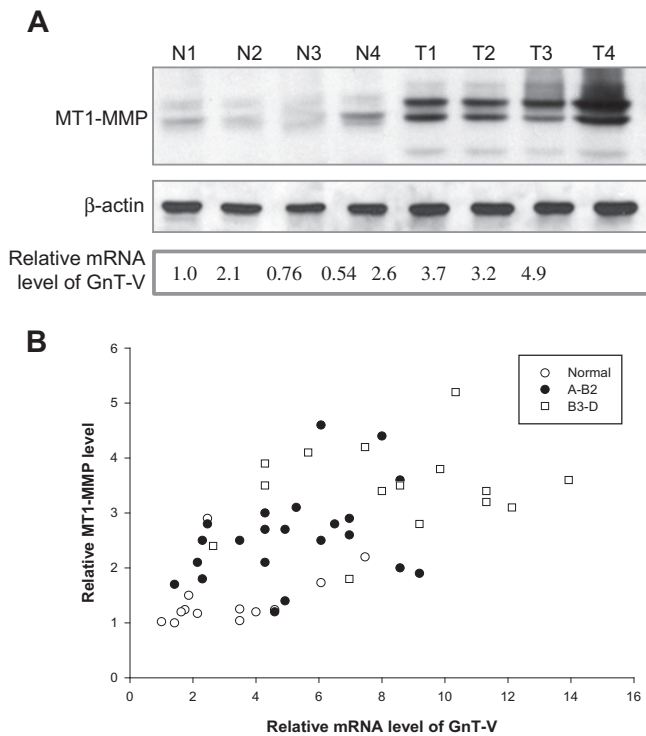 A
N1 N2 N3 N4 T1 T2 T3 T4
MT1-MMP
β-actin
Relative mRNA
level of GnT-V
1.0 2.1 0.76 0.54 2.6 3.7 3.2 4.9
B
6
5
4
3
2
1
0
Relative MT1-MMP level
Normal
A-B2
B3-D
0 2 4 6 8 10 12 14 16
Relative mRNA level of GnT-V